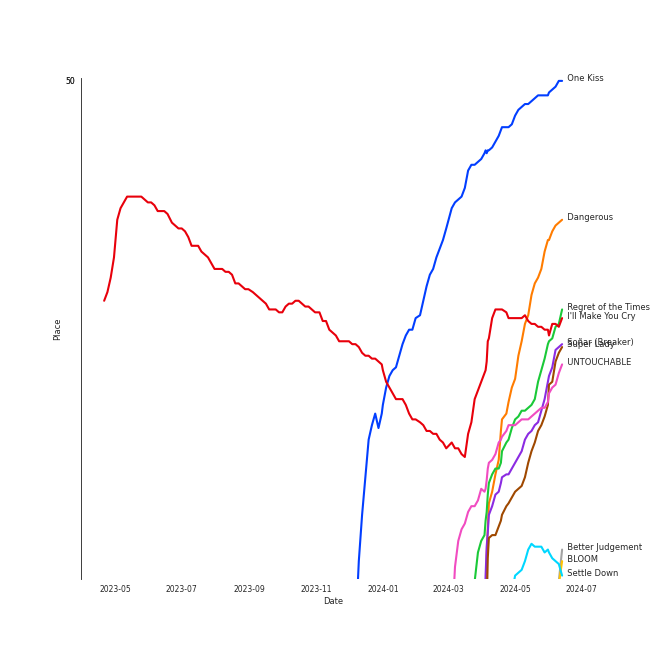 50
One Kiss
Dangerous
Regret of the Times
I'll Make You Cry
Soñar (Breaker)
Super Lady
UNTOUCHABLE
Better Judgement
BLOOM
Settle Down
Place
2023-05 2023-07 2023-09 2023-11 2024-01 2024-03 2024-05 2024-07
Date